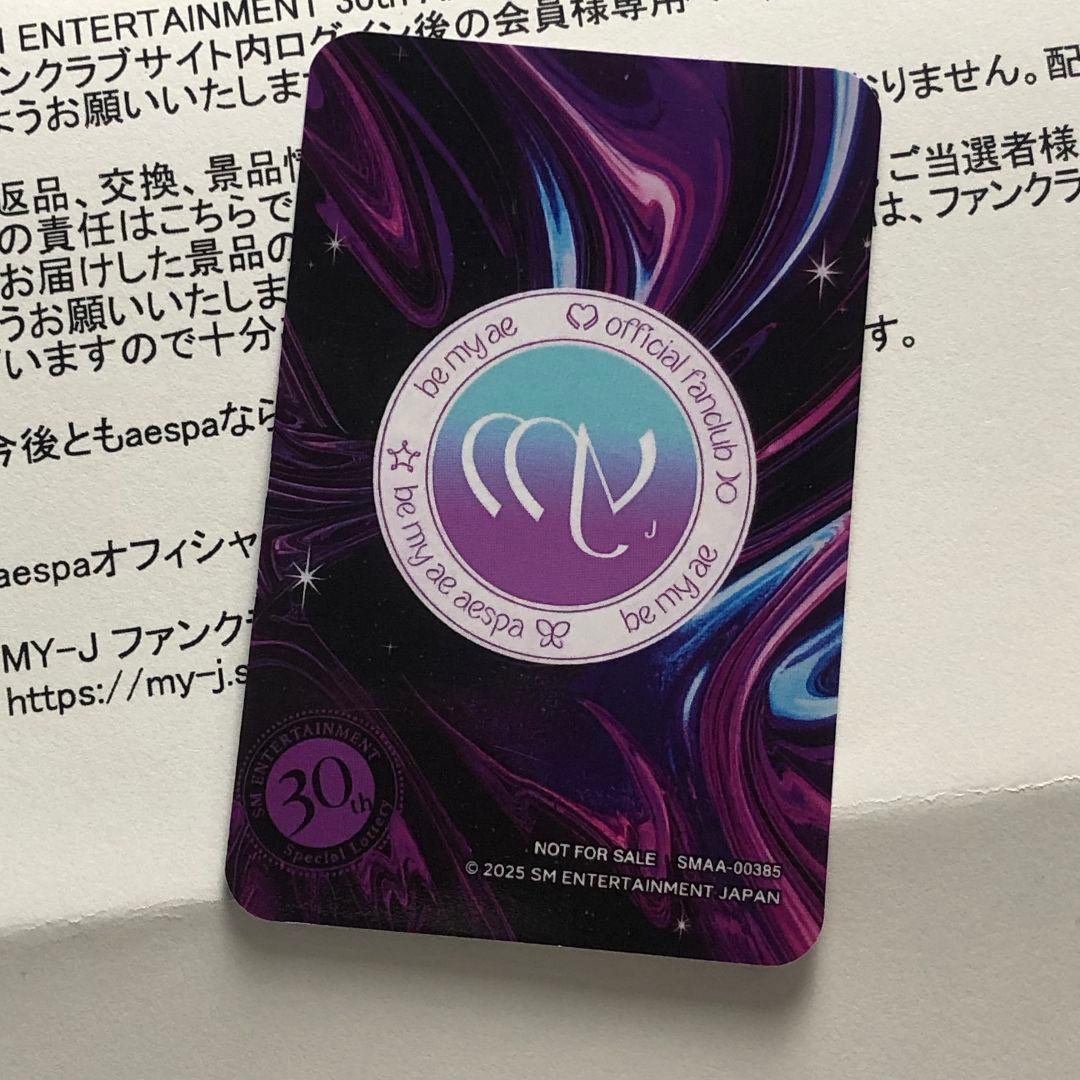 ENTERTAINMENT 30th
ンクラブサイト内ログイン後の会員様専用
ようお願いいたしま
りません。配
返品、交換、景品
ご当選者様
の責任はこちらで
は、ファンクラ
お届けした景品の
うお願いいたしま
いますので十分
す。
今後ともaespaなら
aespaオフィシャ
MY-J ファンクラ
https://my-j.s
be my ae
official fanclub
be my ae
be my ae aespa
my
J
SM ENTERTAINMENT
30th
Special Lottery
NOT FOR SALE SMAA-00385
© 2025 SM ENTERTAINMENT JAPAN